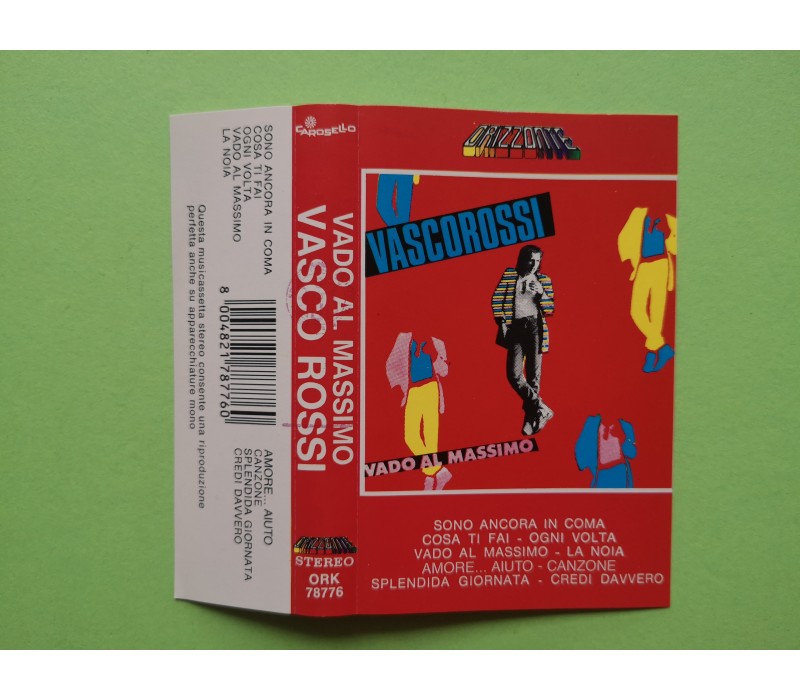 SONO ANCORA IN COMA
COSA TI FAI
OGNI VOLTA
VADO AL MASSIMO
LA NOIA
AMORE... AIUTO
CANZONE
SPLENDIDA GIORNATA
CREDI DAVVERO
8 004821 787760
Questa musicassetta stereo consente una riproduzione
perfetta anche su apparecchiature mono
CAROSELLO
VADO AL MASSIMO
VASCO ROSSI
ORIZZONTE
STEREO
ORK
78776
ORIZZONTE
VASCOROSSI
VADO AL MASSIMO
SONO ANCORA IN COMA
COSA TI FAI - OGNI VOLTA
VADO AL MASSIMO - LA NOIA
AMORE... AIUTO - CANZONE
SPLENDIDA GIORNATA - CREDI DAVVERO